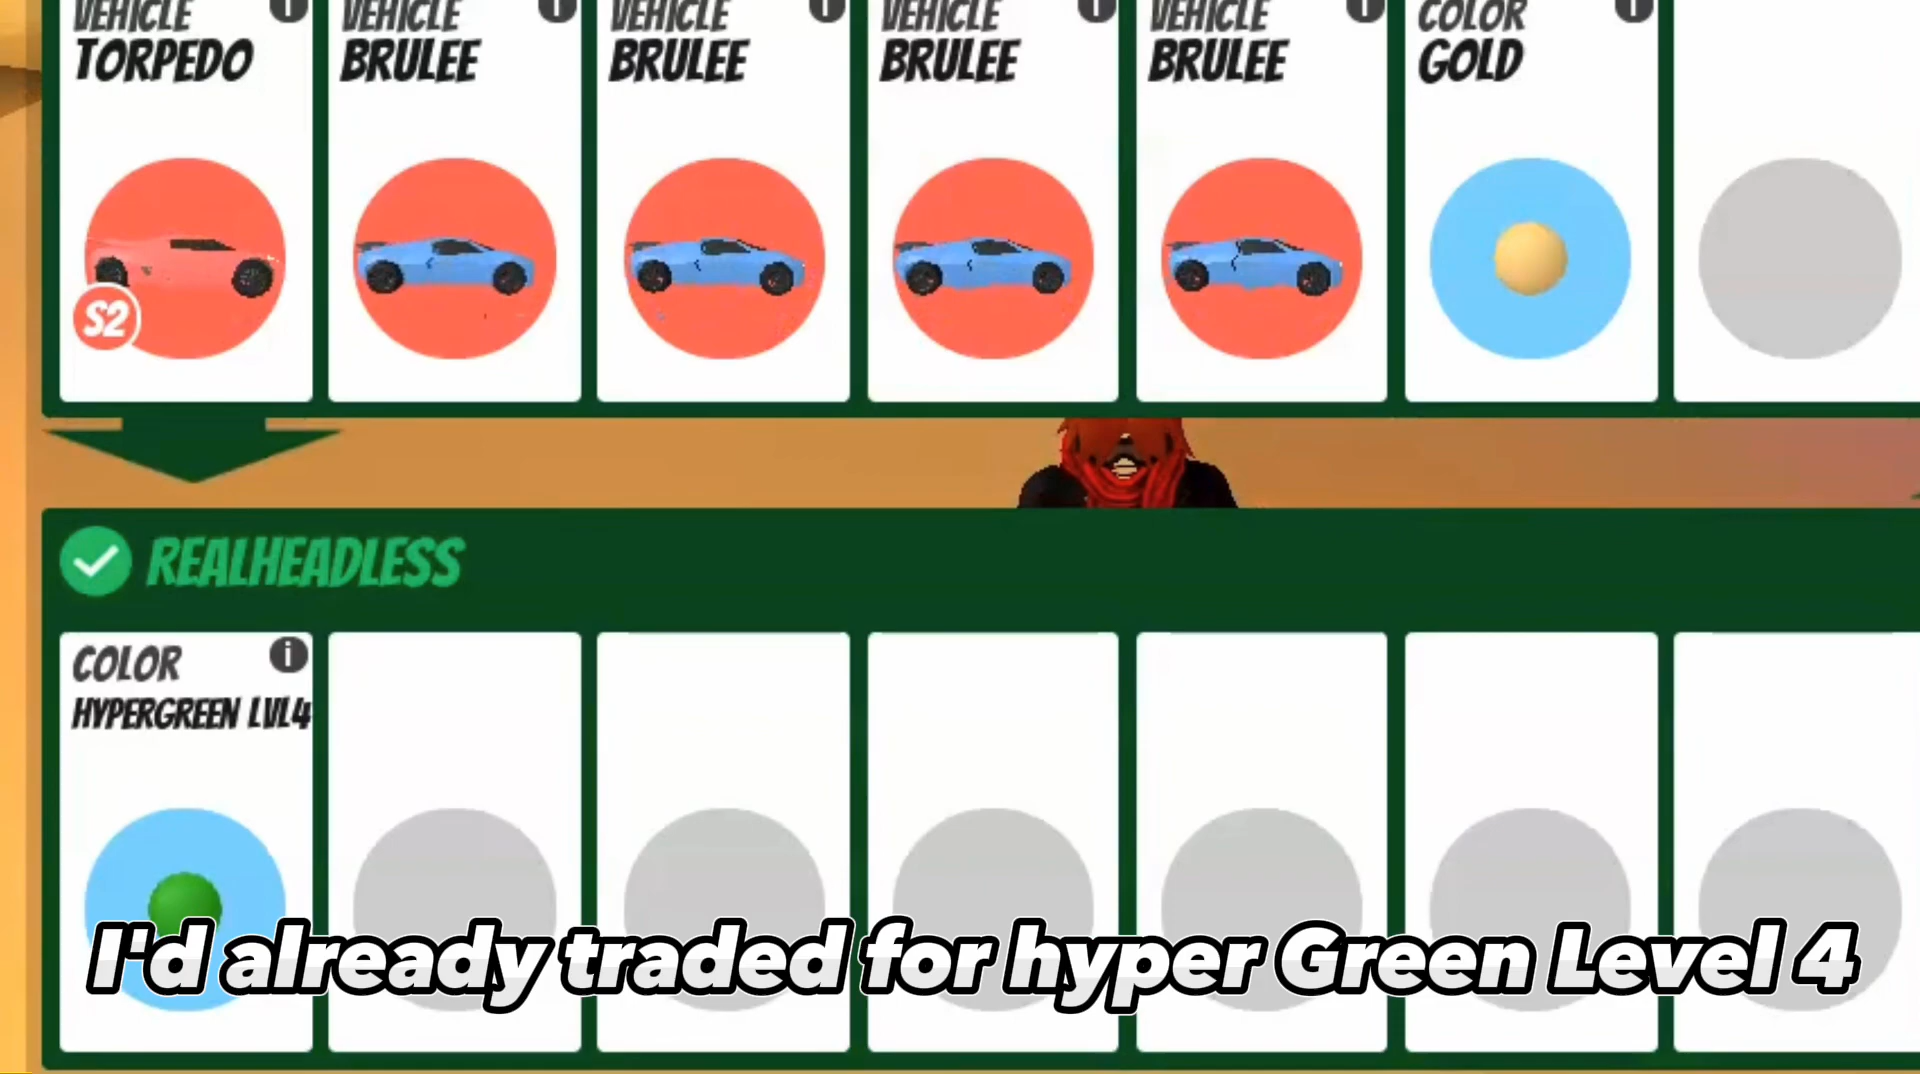 VEHICLE
TORPEDO
S2
VEHICLE
BRULEE
VEHICLE
BRULEE
VEHICLE
BRULEE
VEHICLE
BRULEE
COLOR
GOLD
REALHEADLESS
COLOR i
HYPERGREEN LVL4
I'd already traded for hyper Green Level 4